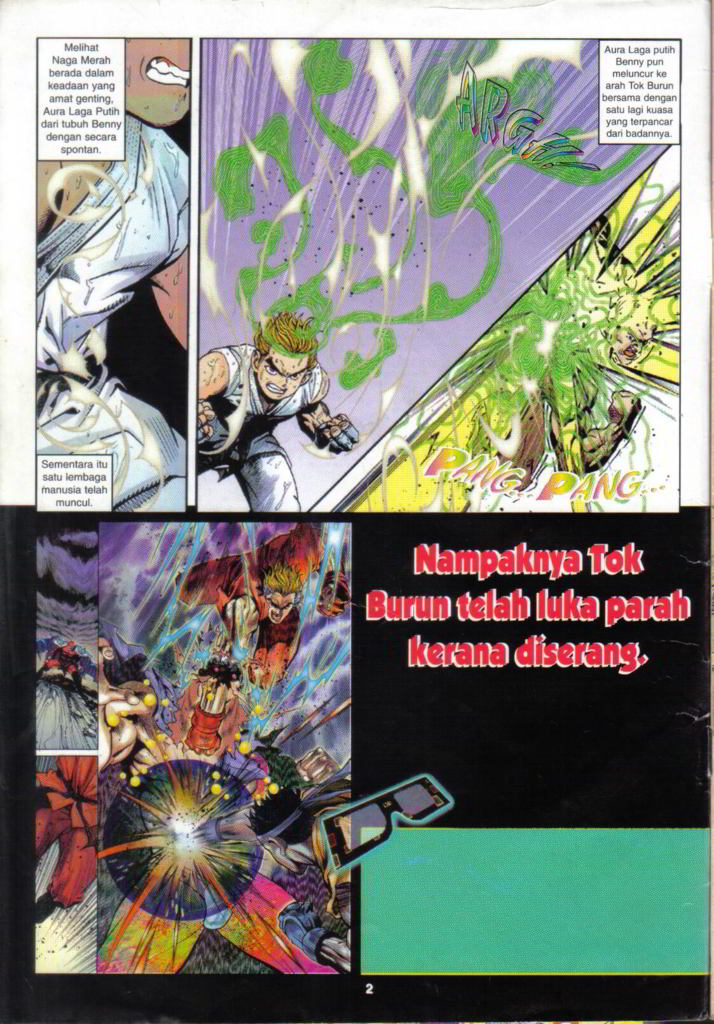 Melihat
Naga Merah
berada dalam
keadaan yang
amat genting,
Aura Laga Putih
dari tubuh Benny
dengan secara
spontan.
Aura Laga putih
Benny pun
meluncur ke
arah Tok Burun
bersama dengan
satu lagi kuasa
yang terpancar
dari badannya.
ARGH!
PANG... PANG...
Sementara itu
satu lembaga
manusia telah
muncul.
Nampaknya Tok
Burun telah luka parah
kerana diserang.
2